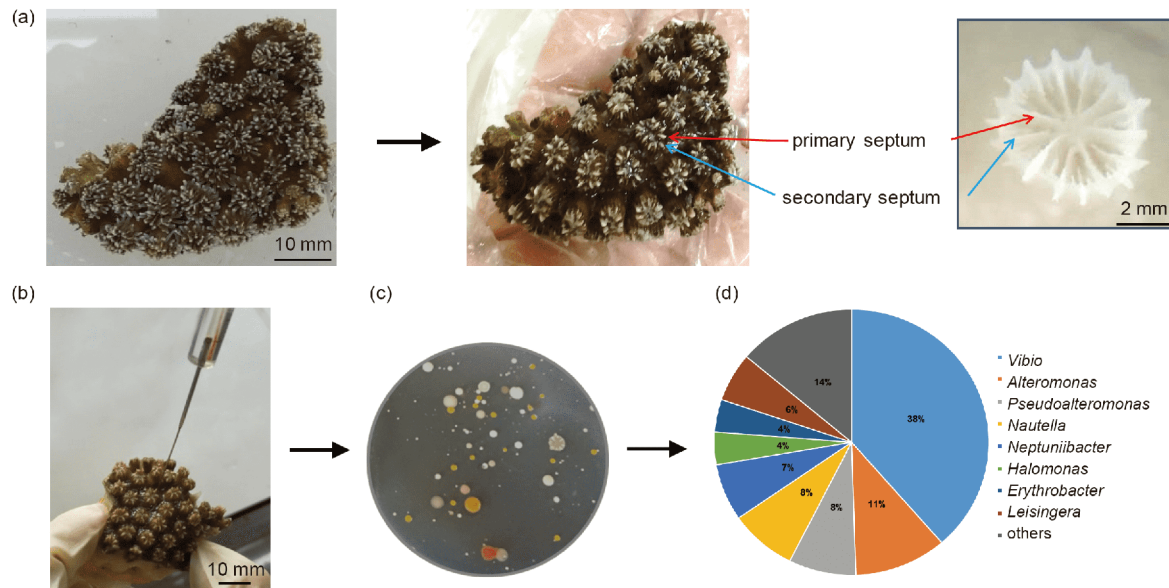 (a)
10 mm
primary septum
secondary septum
2 mm
(b)
10 mm
(c)
(d)
38%
11%
8%
8%
7%
4%
4%
6%
14%
Vibio
Alteromonas
Pseudoalteromonas
Nautella
Neptuniibacter
Halomonas
Erythrobacter
Leisingera
others